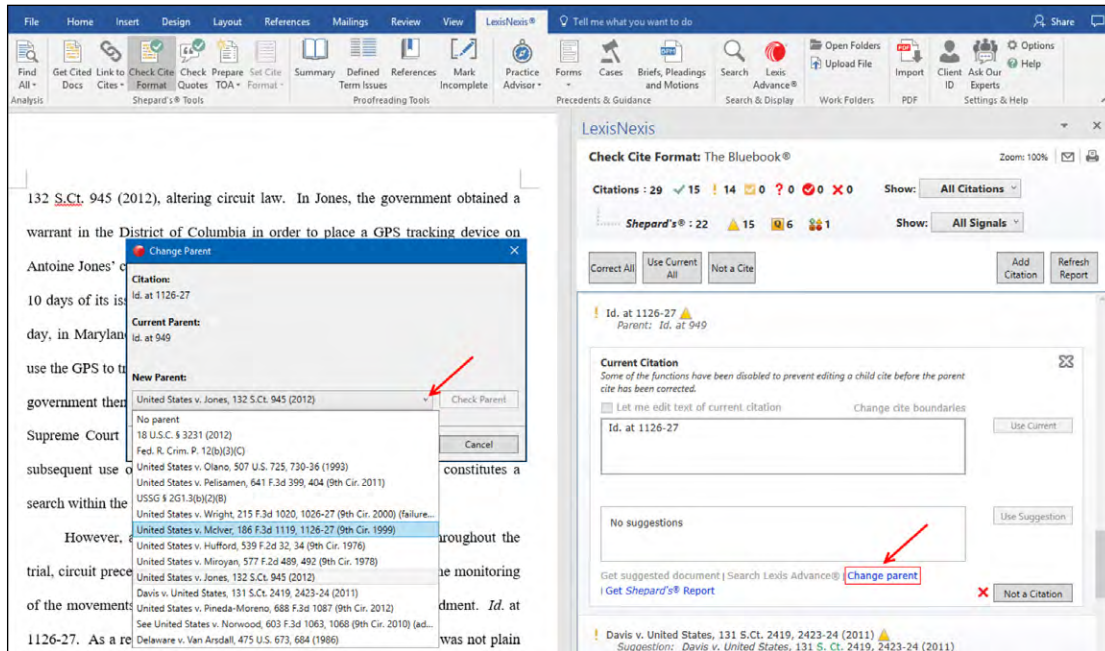 File Home Insert Design Layout References Mailings Review View LexisNexis® Tell me what you want to do Share
Find All Get Cited Docs Link to Cites Check Cite Format Check Quotes Prepare TOA Set Cite Format Summary Defined Term Issues References Mark Incomplete Practice Advisor Forms Cases Briefs, Pleadings and Motions Search Lexis Advance® Open Folders Upload File Import Client ID Ask Our Experts Options Help
Analysis Shepard's® Tools Proofreading Tools Precedents & Guidance Search & Display Work Folders PDF Settings & Help
132 S.Ct. 945 (2012), altering circuit law. In Jones, the government obtained a
warrant in the District of Columbia in order to place a GPS tracking device on
Antoine Jones' c
10 days of its iss
day, in Marylan
use the GPS to tr
government then
Supreme Court
subsequent use o constitutes a
search within the
However, a roughout the
trial, circuit prece he monitoring
of the movements dment. Id. at
1126-27. As a re was not plain
Change Parent
Citation:
Id. at 1126-27
Current Parent:
Id. at 949
New Parent:
United States v. Jones, 132 S.Ct. 945 (2012)
Check Parent
Cancel
No parent
18 U.S.C. § 3231 (2012)
Fed. R. Crim. P. 12(b)(3)(C)
United States v. Olano, 507 U.S. 725, 730-36 (1993)
United States v. Pelisamen, 641 F.3d 399, 404 (9th Cir. 2011)
USSG § 2G1.3(b)(2)(B)
United States v. Wright, 215 F.3d 1020, 1026-27 (9th Cir. 2000) (failure...
United States v. McIver, 186 F.3d 1119, 1126-27 (9th Cir. 1999)
United States v. Hufford, 539 F.2d 32, 34 (9th Cir. 1976)
United States v. Miroyan, 577 F.2d 489, 492 (9th Cir. 1978)
United States v. Jones, 132 S.Ct. 945 (2012)
Davis v. United States, 131 S.Ct. 2419, 2423-24 (2011)
United States v. Pineda-Moreno, 688 F.3d 1087 (9th Cir. 2012)
See United States v. Norwood, 603 F.3d 1063, 1068 (9th Cir. 2010) (ad...
Delaware v. Van Arsdall, 475 U.S. 673, 684 (1986)
LexisNexis
Check Cite Format: The Bluebook® Zoom: 100%
Citations : 29 15 ! 14 0 ? 0 0 0 Show: All Citations
Shepard's® : 22 15 Q 6 1 Show: All Signals
Correct All Use Current All Not a Cite Add Citation Refresh Report
! Id. at 1126-27
Parent: Id. at 949
Current Citation
Some of the functions have been disabled to prevent editing a child cite before the parent
cite has been corrected.
Let me edit text of current citation Change cite boundaries
Id. at 1126-27 Use Current
No suggestions Use Suggestion
Get suggested document | Search Lexis Advance® | Change parent
| Get Shepard's® Report Not a Citation
! Davis v. United States, 131 S.Ct. 2419, 2423-24 (2011)
Suggestion: Davis v. United States, 131 S. Ct. 2419, 2423-24 (2011)